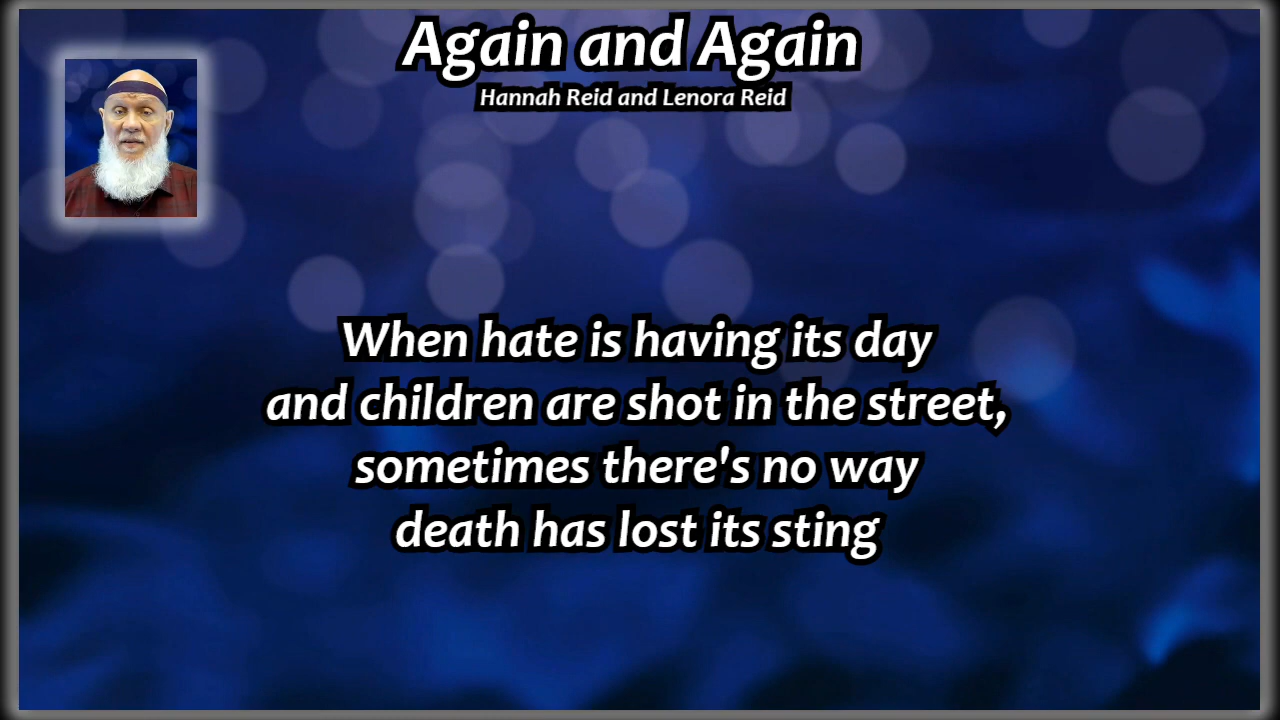 Again and Again
Hannah Reid and Lenora Reid
When hate is having its day
and children are shot in the street,
sometimes there's no way
death has lost its sting